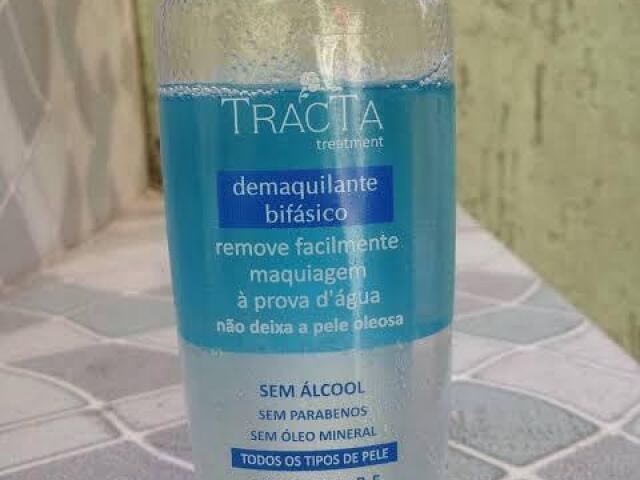 TRACTA
treatment
demaquilante
bifásico
remove facilmente
maquiagem
à prova d'água
não deixa a pele oleosa
SEM ÁLCOOL
SEM PARABENOS
SEM ÓLEO MINERAL
TODOS OS TIPOS DE PELE